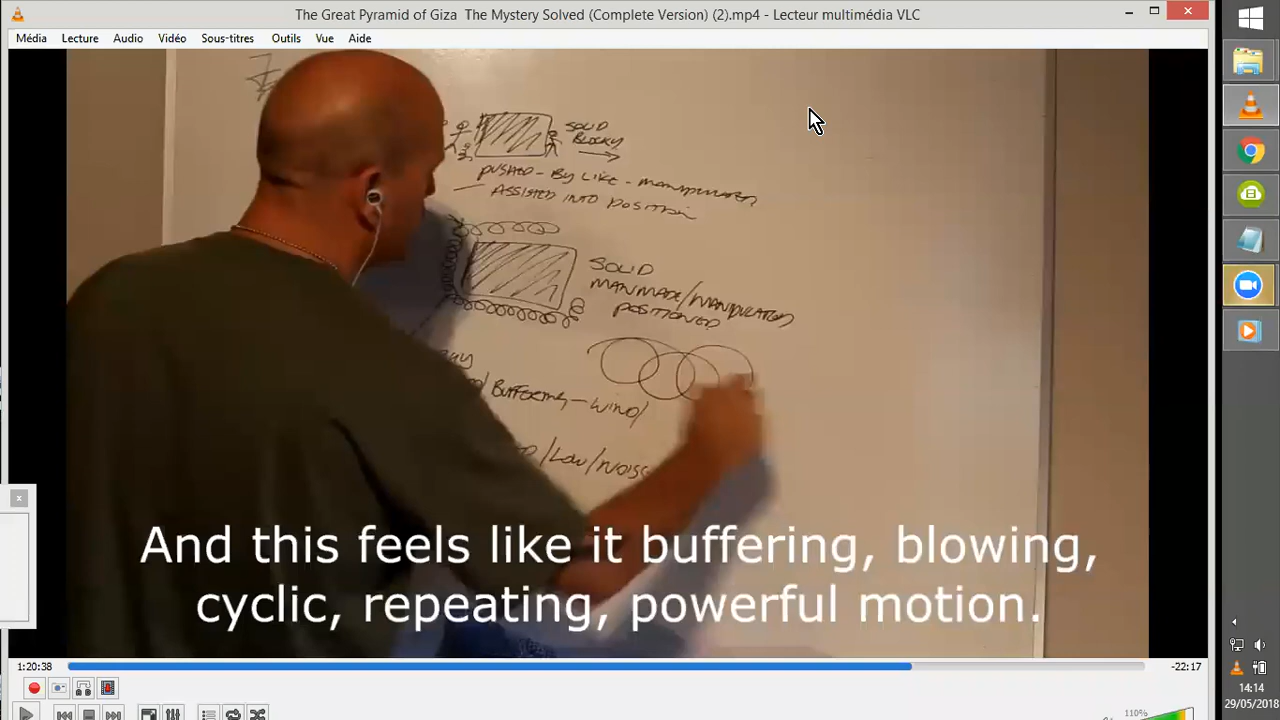 The Great Pyramid of Giza The Mystery Solved (Complete Version) (2).mp4 - Lecteur multimédia VLC
Média Lecture Audio Vidéo Sous-titres Outils Vue Aide
SOLID
BLOCKY
PUSHED - BY LIKE - MANIPULATED
ASSISTED INTO POSITION
SOLID
MANMADE/MANIPULATED
POSITIONED
BUFFERING - WIND/
/LOW/NOISE
And this feels like it buffering, blowing,
cyclic, repeating, powerful motion.
1:20:38
-22:17
110%
14:14
29/05/2018